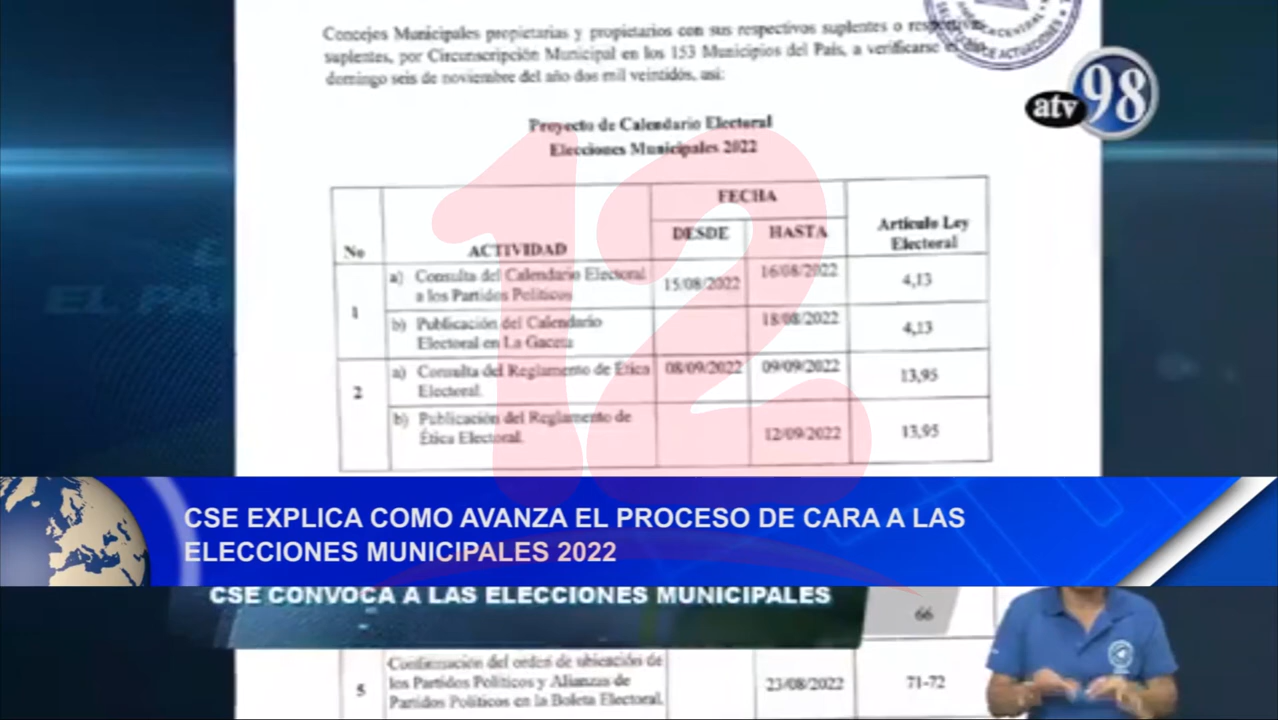 Concejos Municipales propietarias y propietarios con sus respectivos suplentes o
suplentes, por Circunscripción Municipal en los 153 Municipios del País, a verificarse el día
domingo seis de noviembre del año dos mil veintidós, así:
atv 98
Proyecto de Calendario Electoral
Elecciones Municipales 2022
12
No ACTIVIDAD FECHA Artículo Ley
DESDE HASTA Electoral
1 a) Consulta del Calendario Electoral 15/08/2022 16/08/2022 4,13
a los Partidos Políticos
b) Publicación del Calendario 18/08/2022 4,13
Electoral en La Gaceta
2 a) Consulta del Reglamento de Ética 08/09/2022 09/09/2022 13,95
Electoral.
b) Publicación del Reglamento de 12/09/2022 13,95
Ética Electoral.
CSE EXPLICA COMO AVANZA EL PROCESO DE CARA A LAS
ELECCIONES MUNICIPALES 2022
CSE CONVOCA A LAS ELECCIONES MUNICIPALES
66
5 Confirmación del orden de ubicación de 23/08/2022 71-72
los Partidos Políticos y Alianzas de
Partidos Políticos en la Boleta Electoral.